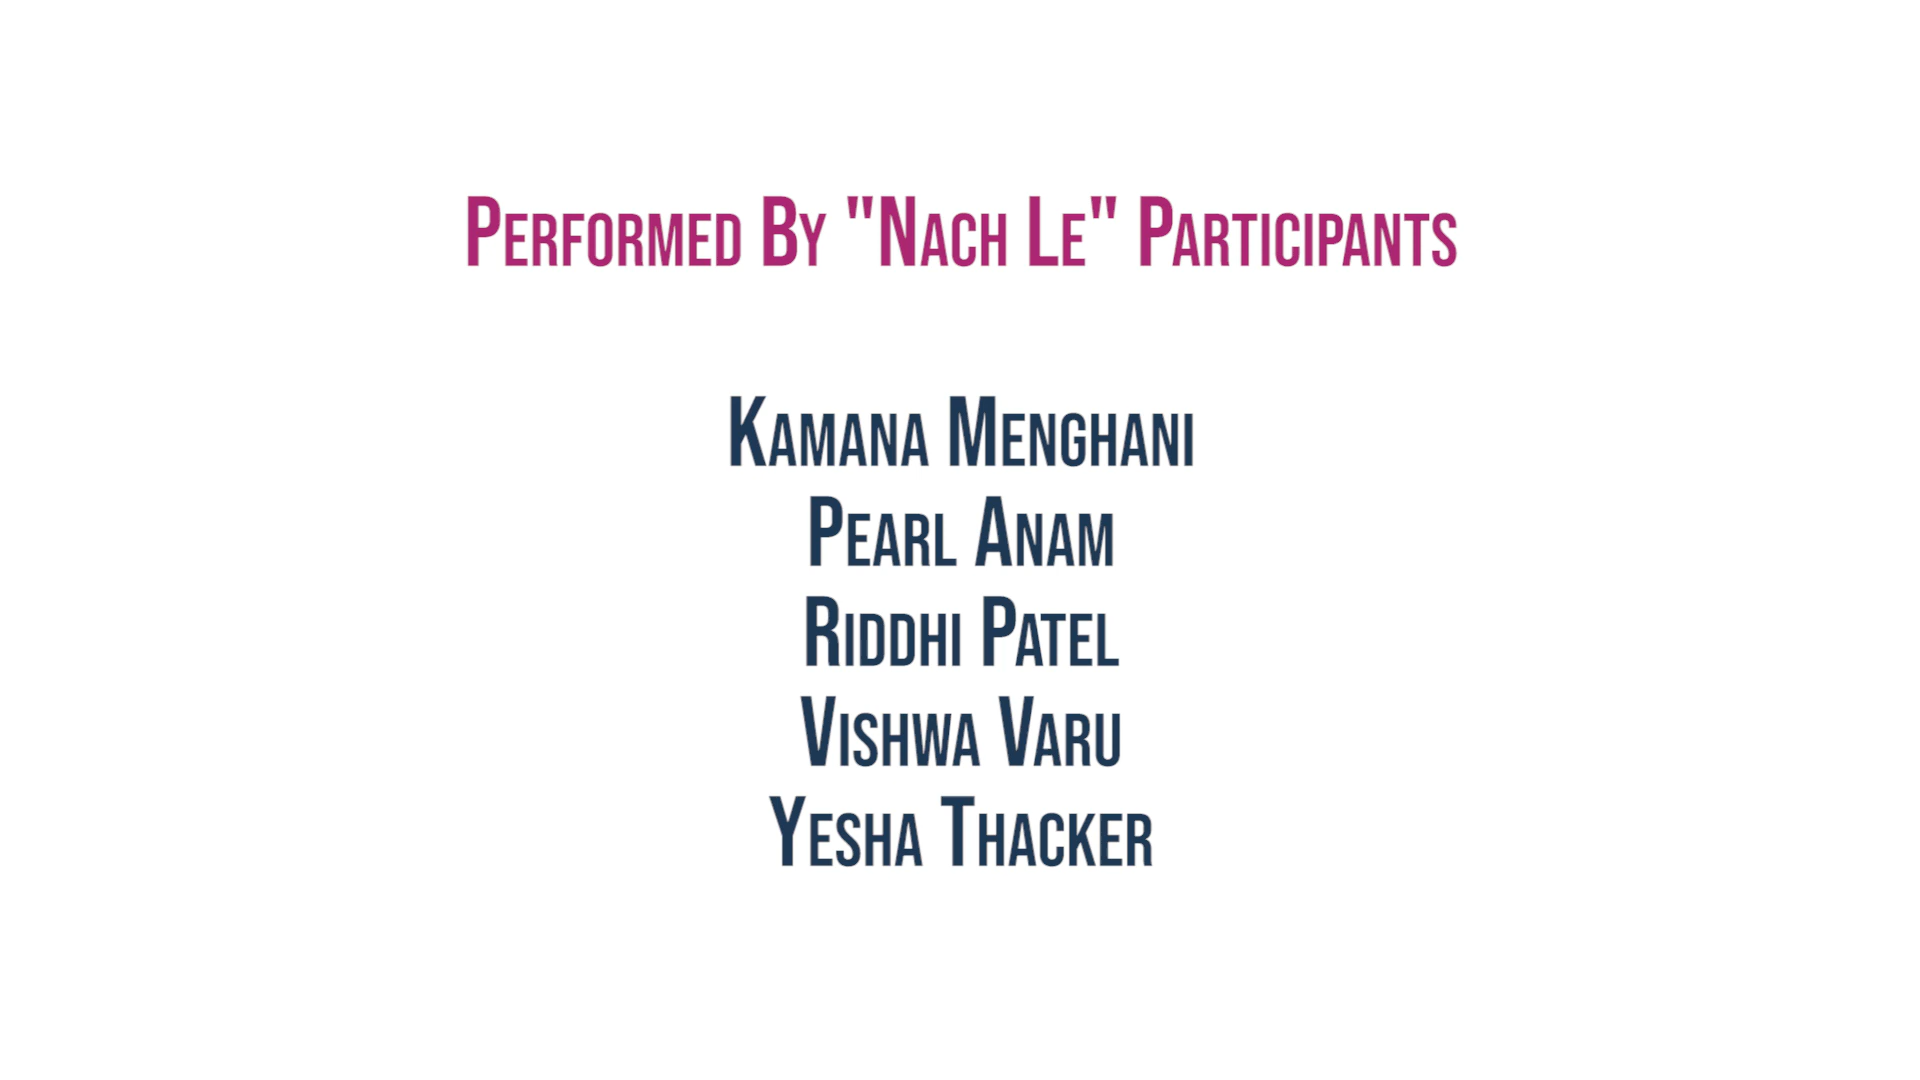 Performed By "Nach Le" Participants
Kamana Menghani
Pearl Anam
Riddhi Patel
Vishwa Varu
Yesha Thacker